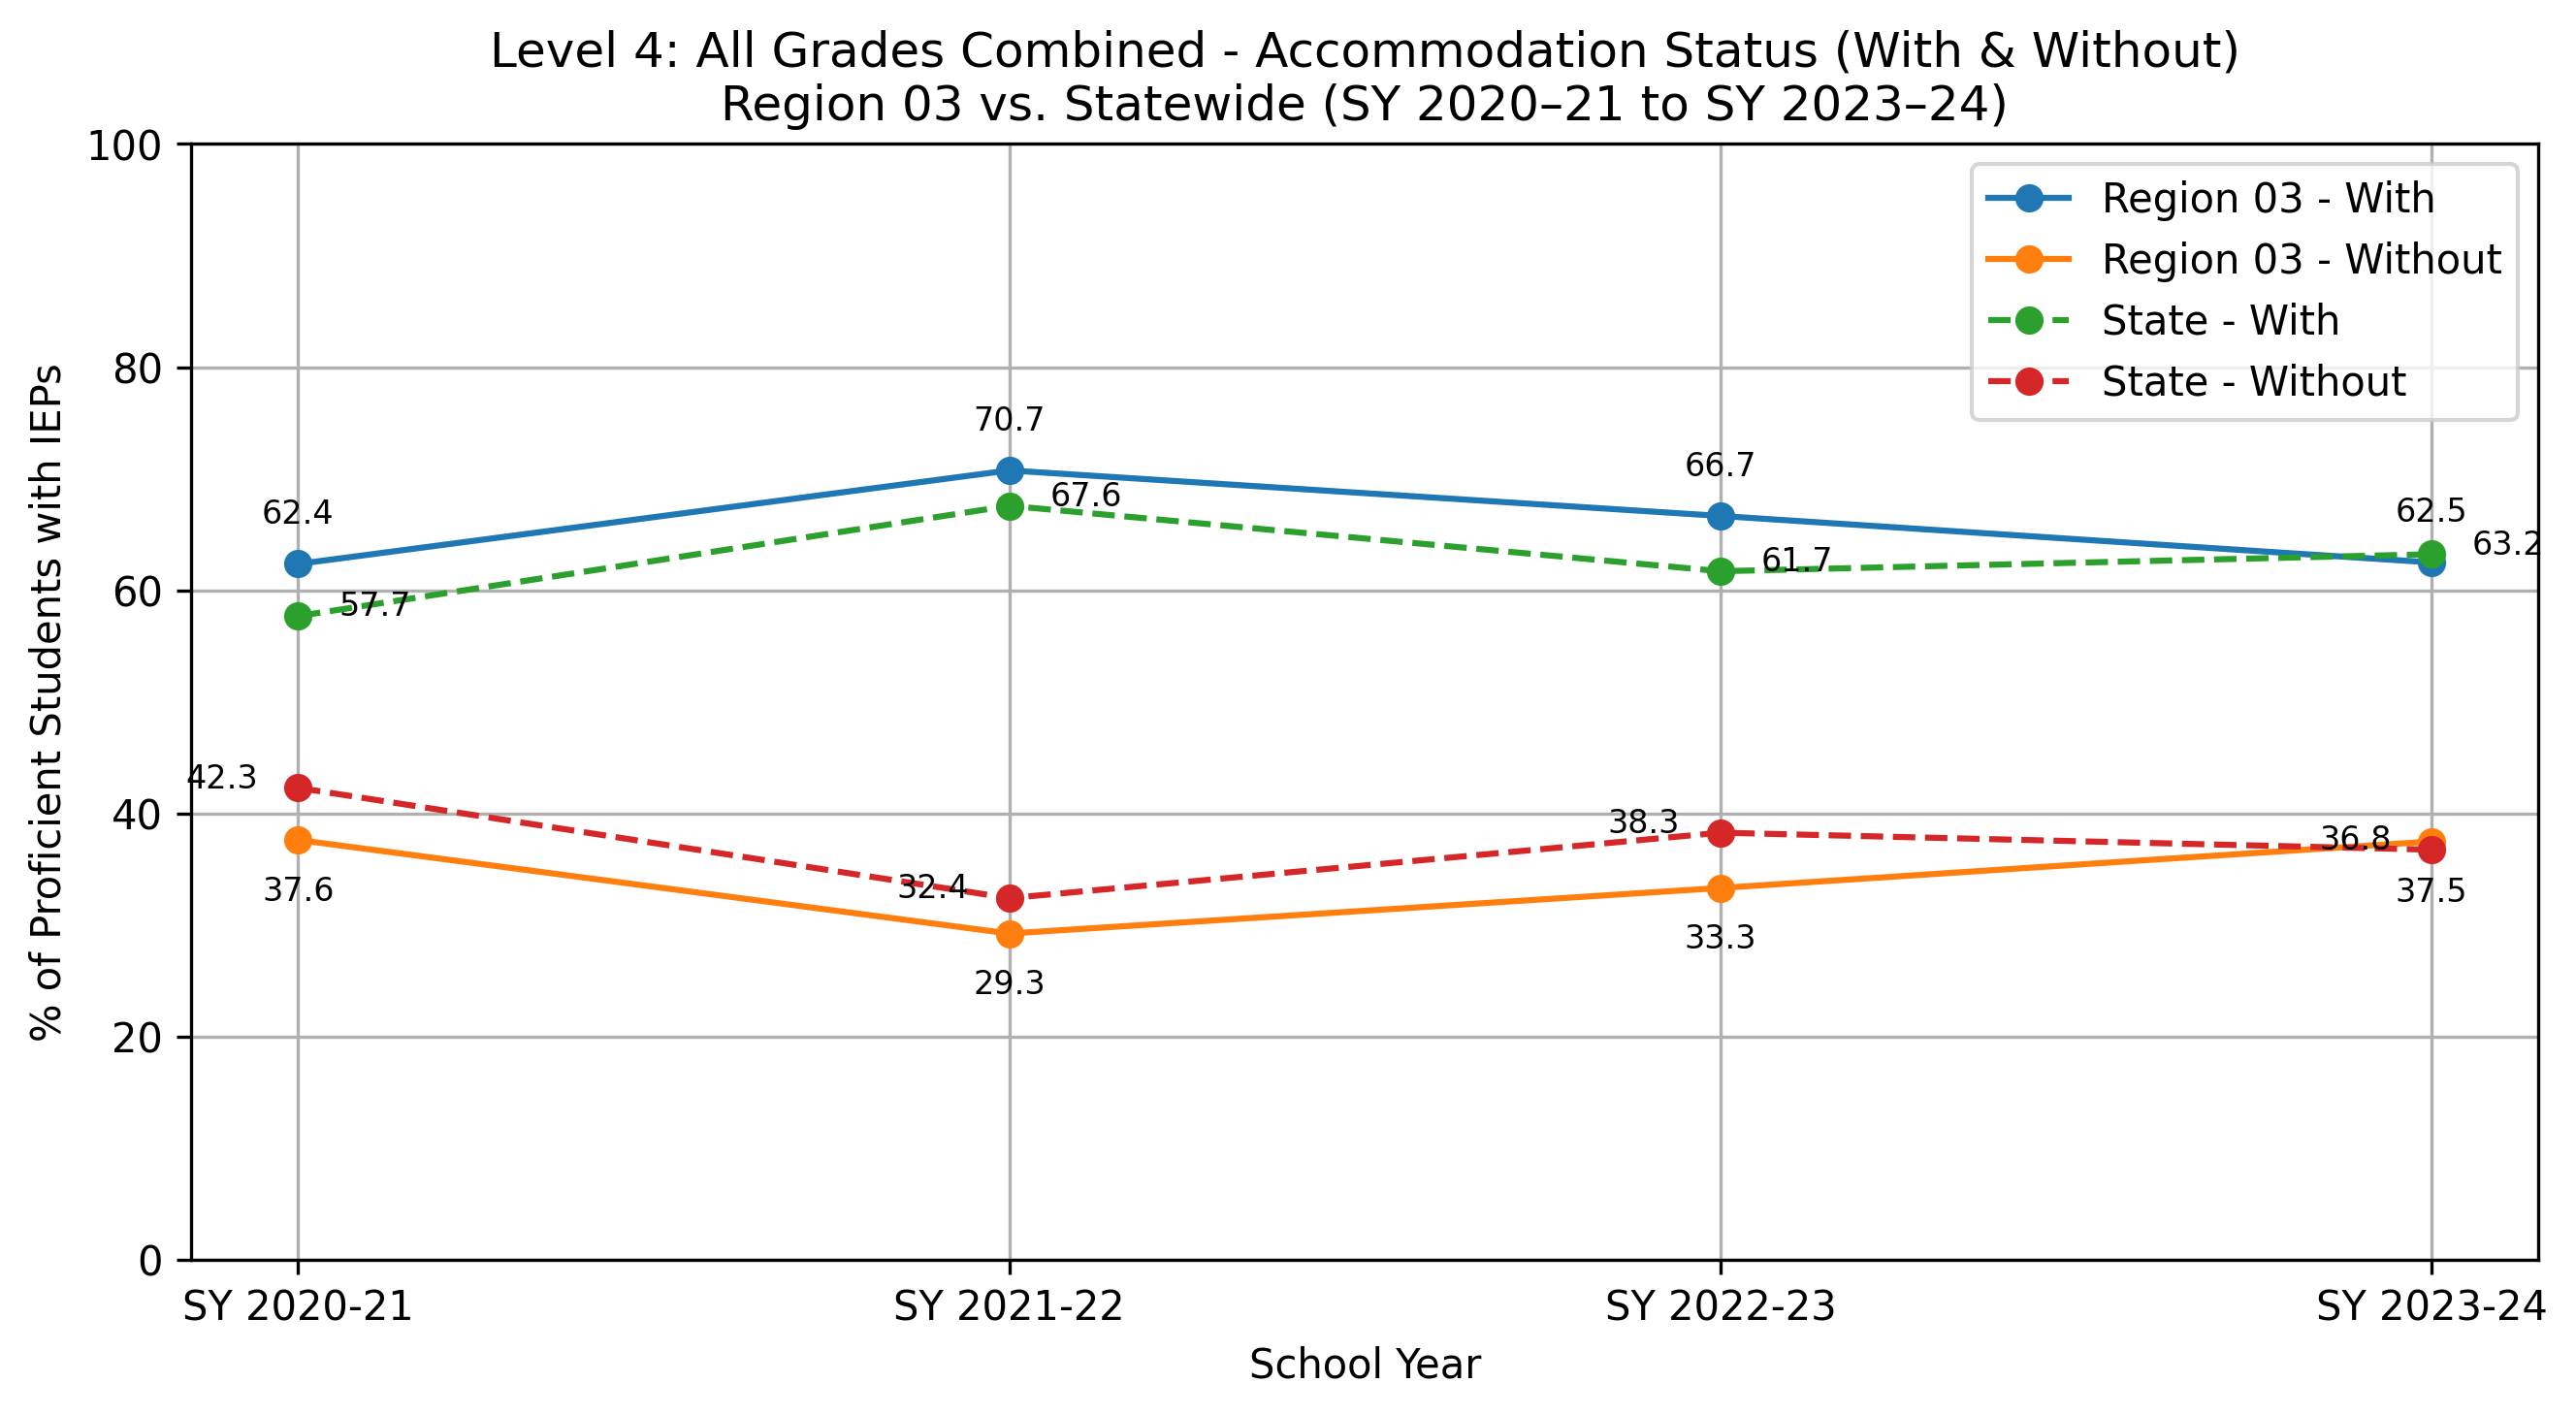 Level 4: All Grades Combined - Accommodation Status (With & Without)
Region 03 vs. Statewide (SY 2020–21 to SY 2023–24)
% of Proficient Students with IEPs
100
80
60
40
20
0
Region 03 - With
Region 03 - Without
State - With
State - Without
62.4
70.7
66.7
62.5
57.7
67.6
61.7
63.2
42.3
32.4
38.3
36.8
37.6
29.3
33.3
37.5
SY 2020-21
SY 2021-22
SY 2022-23
SY 2023-24
School Year